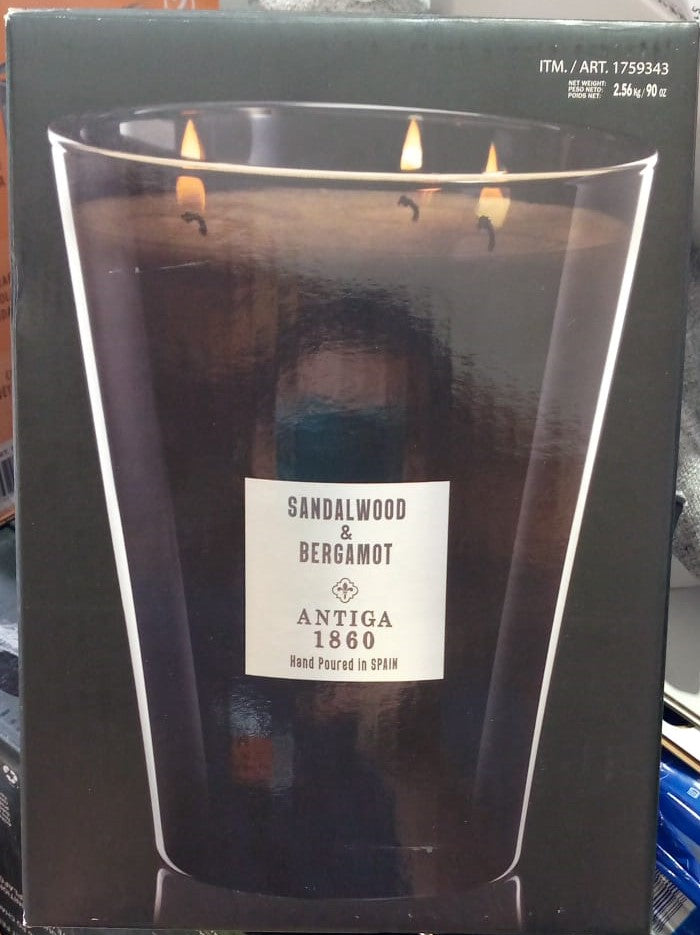 ITM. / ART. 1759343
NET WEIGHT:
PESO NETO:
POIDS NET:
2.56 Kg / 90 oz
SANDALWOOD
&
BERGAMOT
ANTIGA
1860
Hand Poured in SPAIN